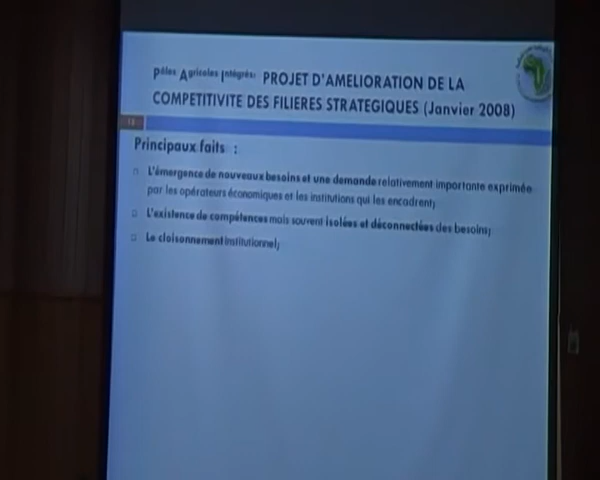 Pôles Agricoles Intégrés: PROJET D'AMELIORATION DE LA
COMPETITIVITE DES FILIERES STRATEGIQUES (Janvier 2008)
13
Principaux faits :
L'émergence de nouveaux besoins et une demande relativement importante exprimée
par les opérateurs économiques et les institutions qui les encadrent;
L'existence de compétences mais souvent isolées et déconnectées des besoins;
Le cloisonnement institutionnel;